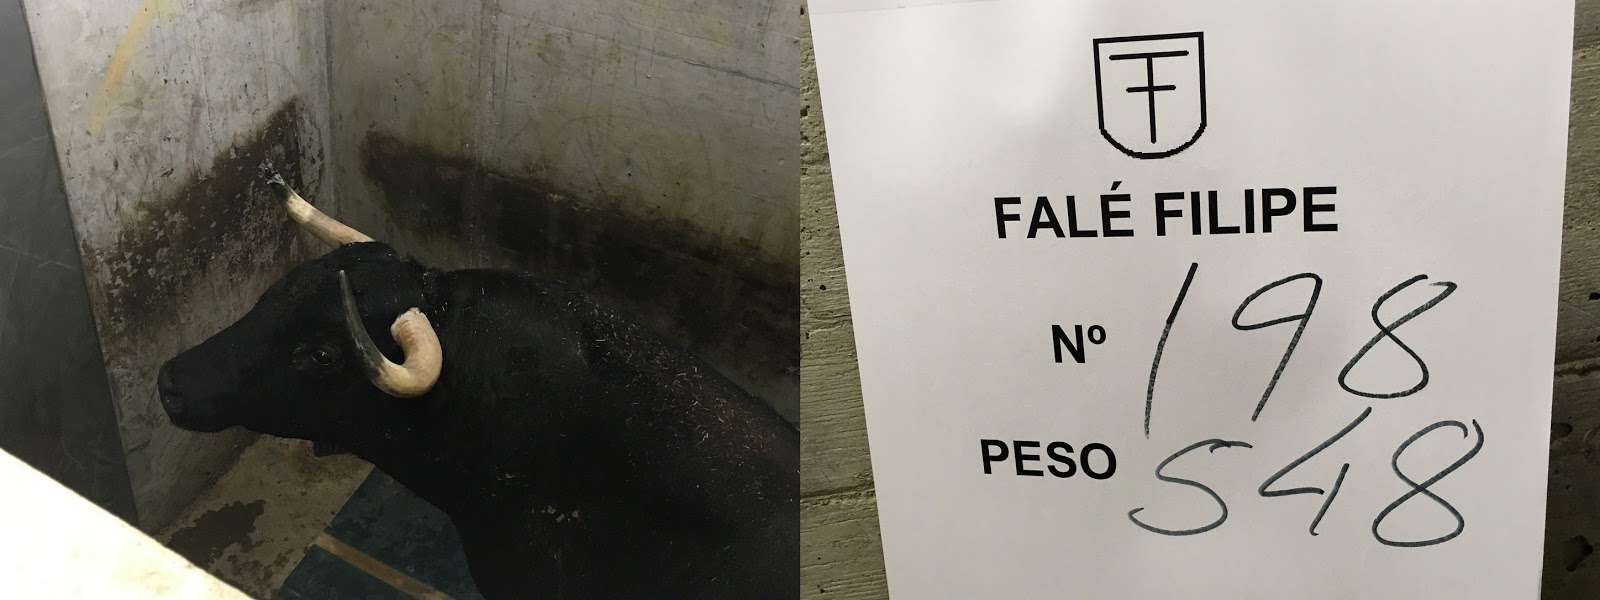 FALÉ FILIPE
Nº 198
PESO 548